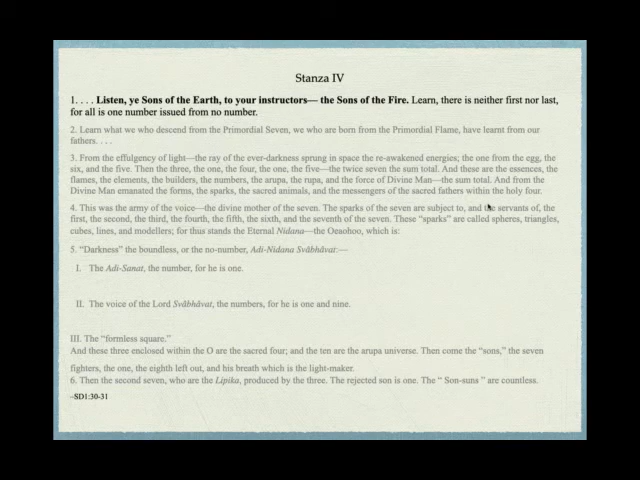 Stanza IV
1. . . . Listen, ye Sons of the Earth, to your instructors— the Sons of the Fire. Learn, there is neither first nor last,
for all is one number issued from no number.
2. Learn what we who descend from the Primordial Seven, we who are born from the Primordial Flame, have learnt from our
fathers. . . .
3. From the effulgency of light—the ray of the ever-darkness sprung in space the re-awakened energies; the one from the egg, the
six, and the five. Then the three, the one, the four, the one, the five—the twice seven the sum total. And these are the essences, the
flames, the elements, the builders, the numbers, the arupa, the rupa, and the force of Divine Man—the sum total. And from the
Divine Man emanated the forms, the sparks, the sacred animals, and the messengers of the sacred fathers within the holy four.
4. This was the army of the voice—the divine mother of the seven. The sparks of the seven are subject to, and the servants of, the
first, the second, the third, the fourth, the fifth, the sixth, and the seventh of the seven. These “sparks” are called spheres, triangles,
cubes, lines, and modellers; for thus stands the Eternal Nidana—the Oeaohoo, which is:
5. “Darkness” the boundless, or the no-number, Adi-Nidana Svâbhâvat:—
I. The Adi-Sanat, the number, for he is one.
II. The voice of the Lord Svâbhâvat, the numbers, for he is one and nine.
III. The “formless square.”
And these three enclosed within the O are the sacred four; and the ten are the arupa universe. Then come the “sons,” the seven
fighters, the one, the eighth left out, and his breath which is the light-maker.
6. Then the second seven, who are the Lipika, produced by the three. The rejected son is one. The “ Son-suns ” are countless.
–SD1:30-31